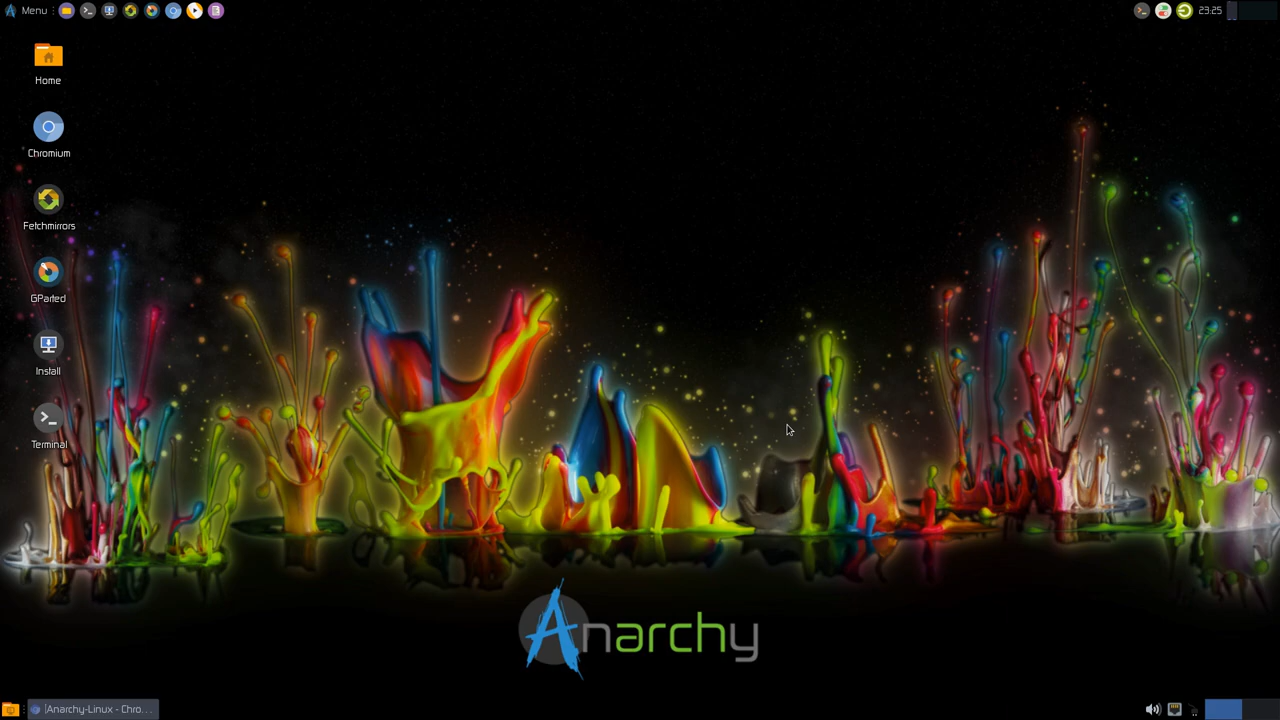 Menu
23:25
Home
Chromium
Fetchmirrors
GParted
Install
Terminal
Anarchy
[Anarchy-Linux - Chro...